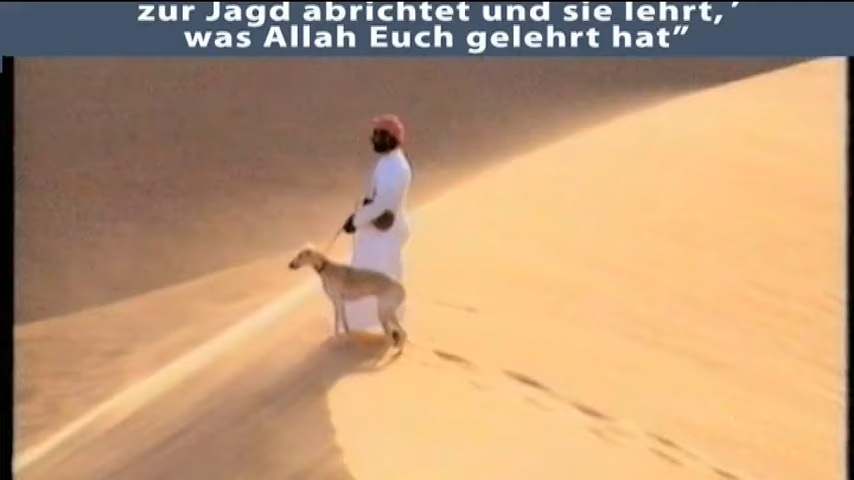 zur Jagd abrichtet und sie lehrt,’
was Allah Euch gelehrt hat”